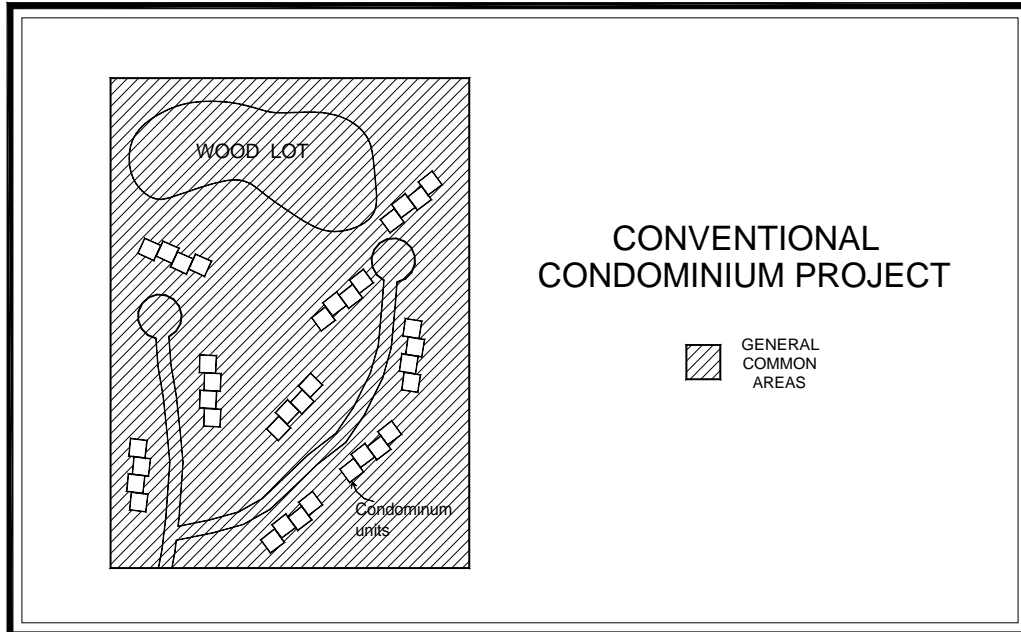 WOOD LOT
CONVENTIONAL
CONDOMINIUM PROJECT
GENERAL
COMMON
AREAS
Condominum
units